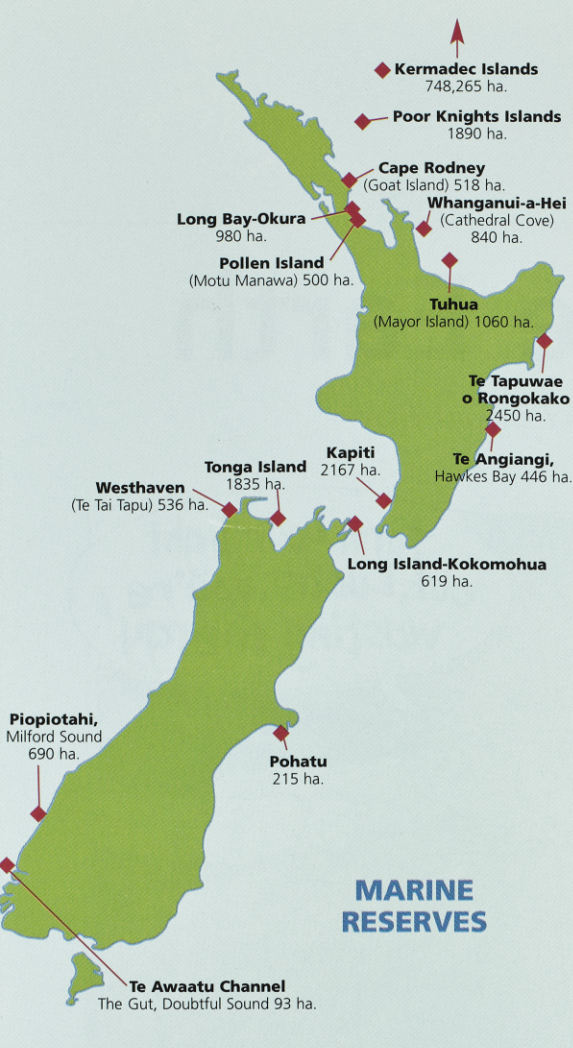 Kermadec Islands
748,265 ha.
Poor Knights Islands
1890 ha.
Cape Rodney
(Goat Island) 518 ha.
Whanganui-a-Hei
(Cathedral Cove)
840 ha.
Long Bay-Okura
980 ha.
Pollen Island
(Motu Manawa) 500 ha.
Tuhua
(Mayor Island) 1060 ha.
Te Tapuwae
o Rongokako
2450 ha.
Te Angiangi,
Hawkes Bay 446 ha.
Kapiti
2167 ha.
Tonga Island
1835 ha.
Westhaven
(Te Tai Tapu) 536 ha.
Long Island-Kokomohua
619 ha.
Piopiotahi,
Milford Sound
690 ha.
Pohatu
215 ha.
MARINE
RESERVES
Te Awaatu Channel
The Gut, Doubtful Sound 93 ha.